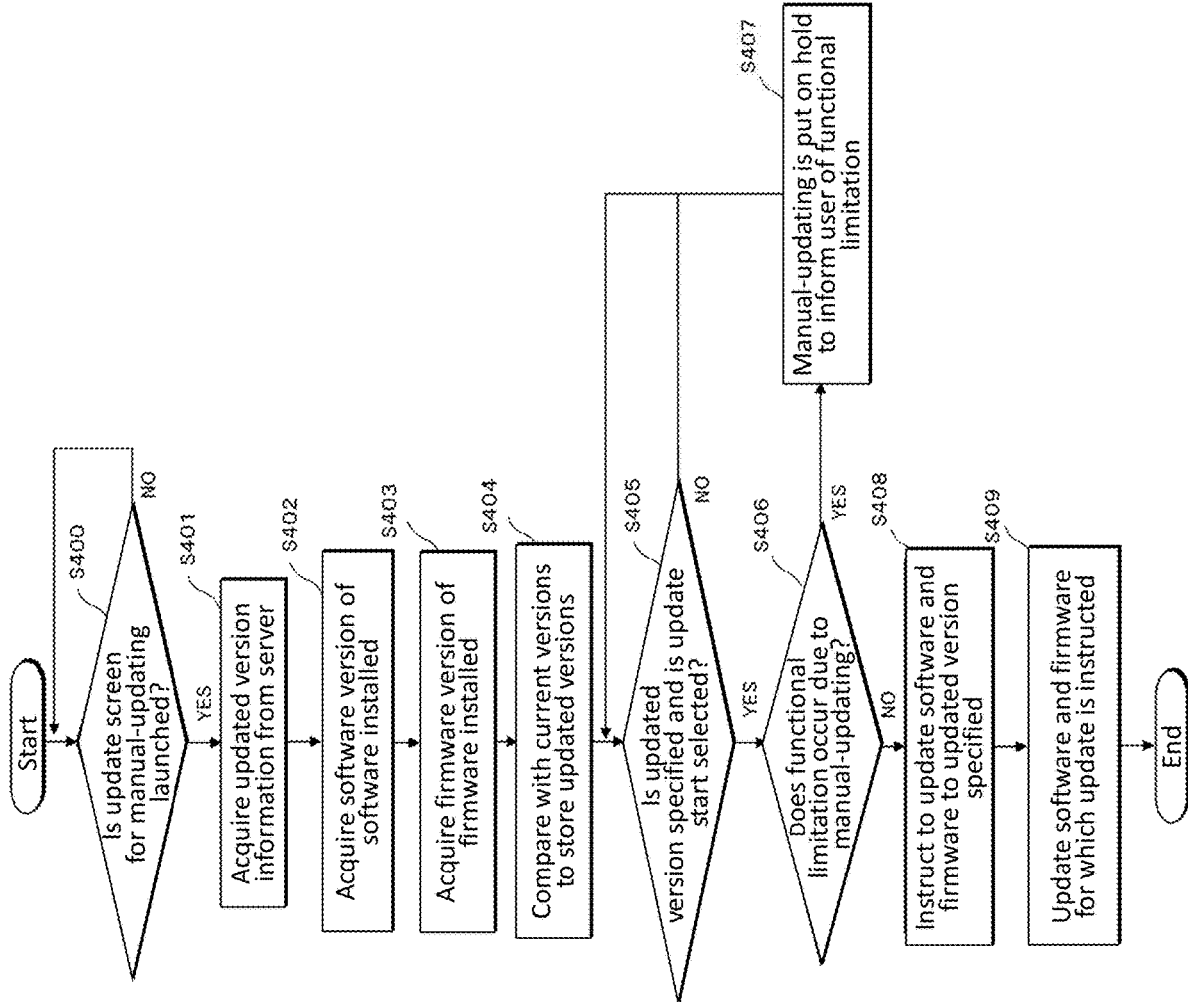 Start
S400
Is update screen
for manual-updating
launched?
NO
YES
S401
Acquire updated version
information from server
S402
Acquire software version of
software installed
S403
Acquire firmware version of
firmware installed
S404
Compare with current versions
to store updated versions
S405
Is updated
version specified and is update
start selected?
NO
YES
S406
Does functional
limitation occur due to
manual-updating?
YES
NO
S407
Manual-updating is put on hold
to inform user of functional
limitation
S408
Instruct to update software and
firmware to updated version
specified
S409
Update software and firmware
for which update is instructed
End